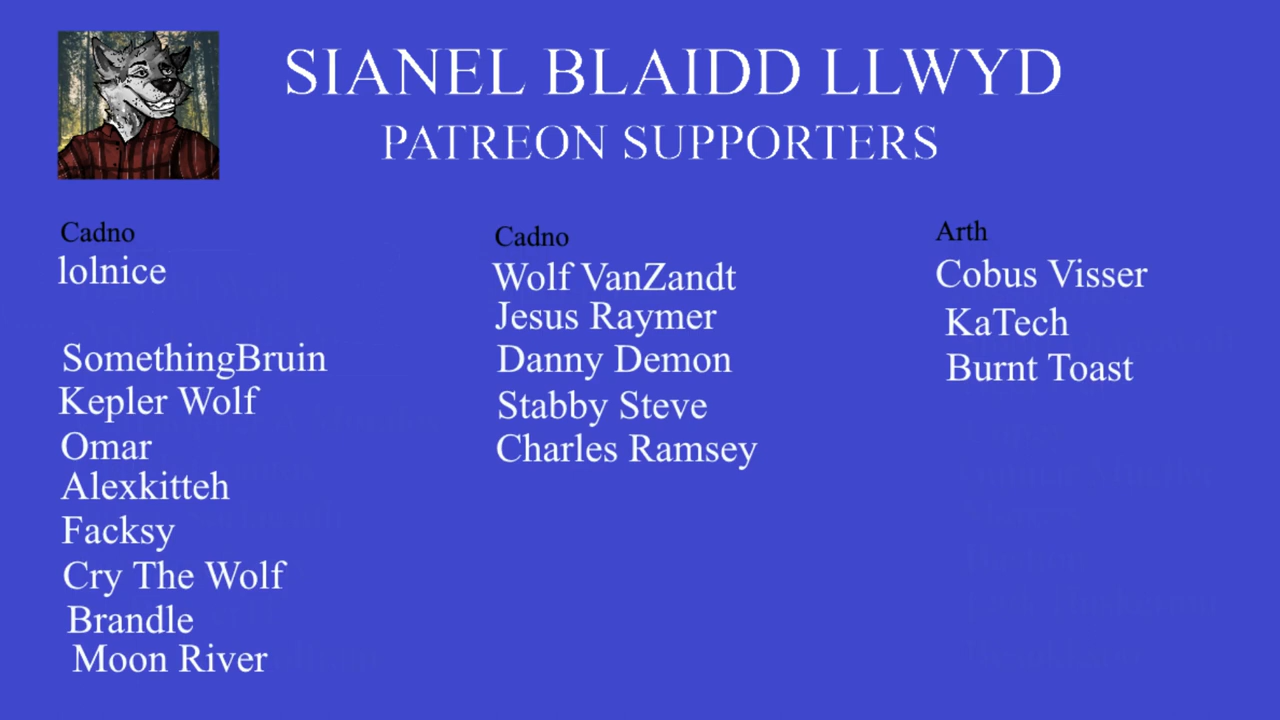 SIANEL BLAIDD LLWYD
PATREON SUPPORTERS
Cadno
lolnice
SomethingBruin
Kepler Wolf
Omar
Alexkitteh
Facksy
Cry The Wolf
Brandle
Moon River
Cadno
Wolf VanZandt
Jesus Raymer
Danny Demon
Stabby Steve
Charles Ramsey
Arth
Cobus Visser
KaTech
Burnt Toast